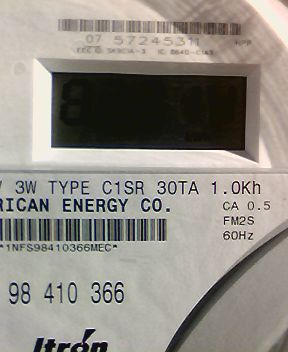 07 57245311
V 3W TYPE C1SR 30TA 1.0Kh
RICAN ENERGY CO. CA 0.5
FM2S
*1NFS98410366MEC* 60Hz
98 410 366
Itrón